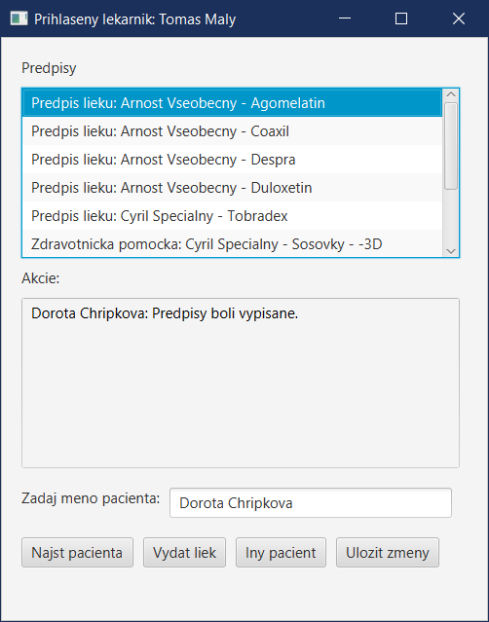 Prihlaseny lekarnik: Tomas Maly
Predpisy
Predpis lieku: Arnost Vseobecny - Agomelatin
Predpis lieku: Arnost Vseobecny - Coaxil
Predpis lieku: Arnost Vseobecny - Despra
Predpis lieku: Arnost Vseobecny - Duloxetin
Predpis lieku: Cyril Specialny - Tobradex
Zdravotnicka pomocka: Cyril Specialny - Sosovky - -3D
Akcie:
Dorota Chripkova: Predpisy boli vypisane.
Zadaj meno pacienta: Dorota Chripkova
Najst pacienta Vydat liek Iny pacient Ulozit zmeny